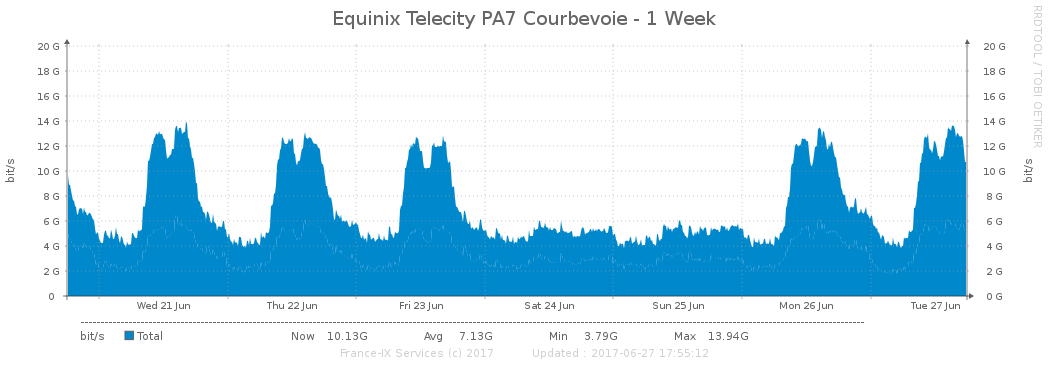 Equinix Telecity PA7 Courbevoie - 1 Week
RRDTOOL / TOBI OETIKER
bit/s
20 G 20 G
18 G 18 G
16 G 16 G
14 G 14 G
12 G 12 G
10 G 10 G
8 G 8 G
6 G 6 G
4 G 4 G
2 G 2 G
0 0 G
bit/s
Wed 21 Jun Thu 22 Jun Fri 23 Jun Sat 24 Jun Sun 25 Jun Mon 26 Jun Tue 27 Jun
bit/s Total Now 10.13G Avg 7.13G Min 3.79G Max 13.94G
France-IX Services (c) 2017 Updated : 2017-06-27 17:55:12